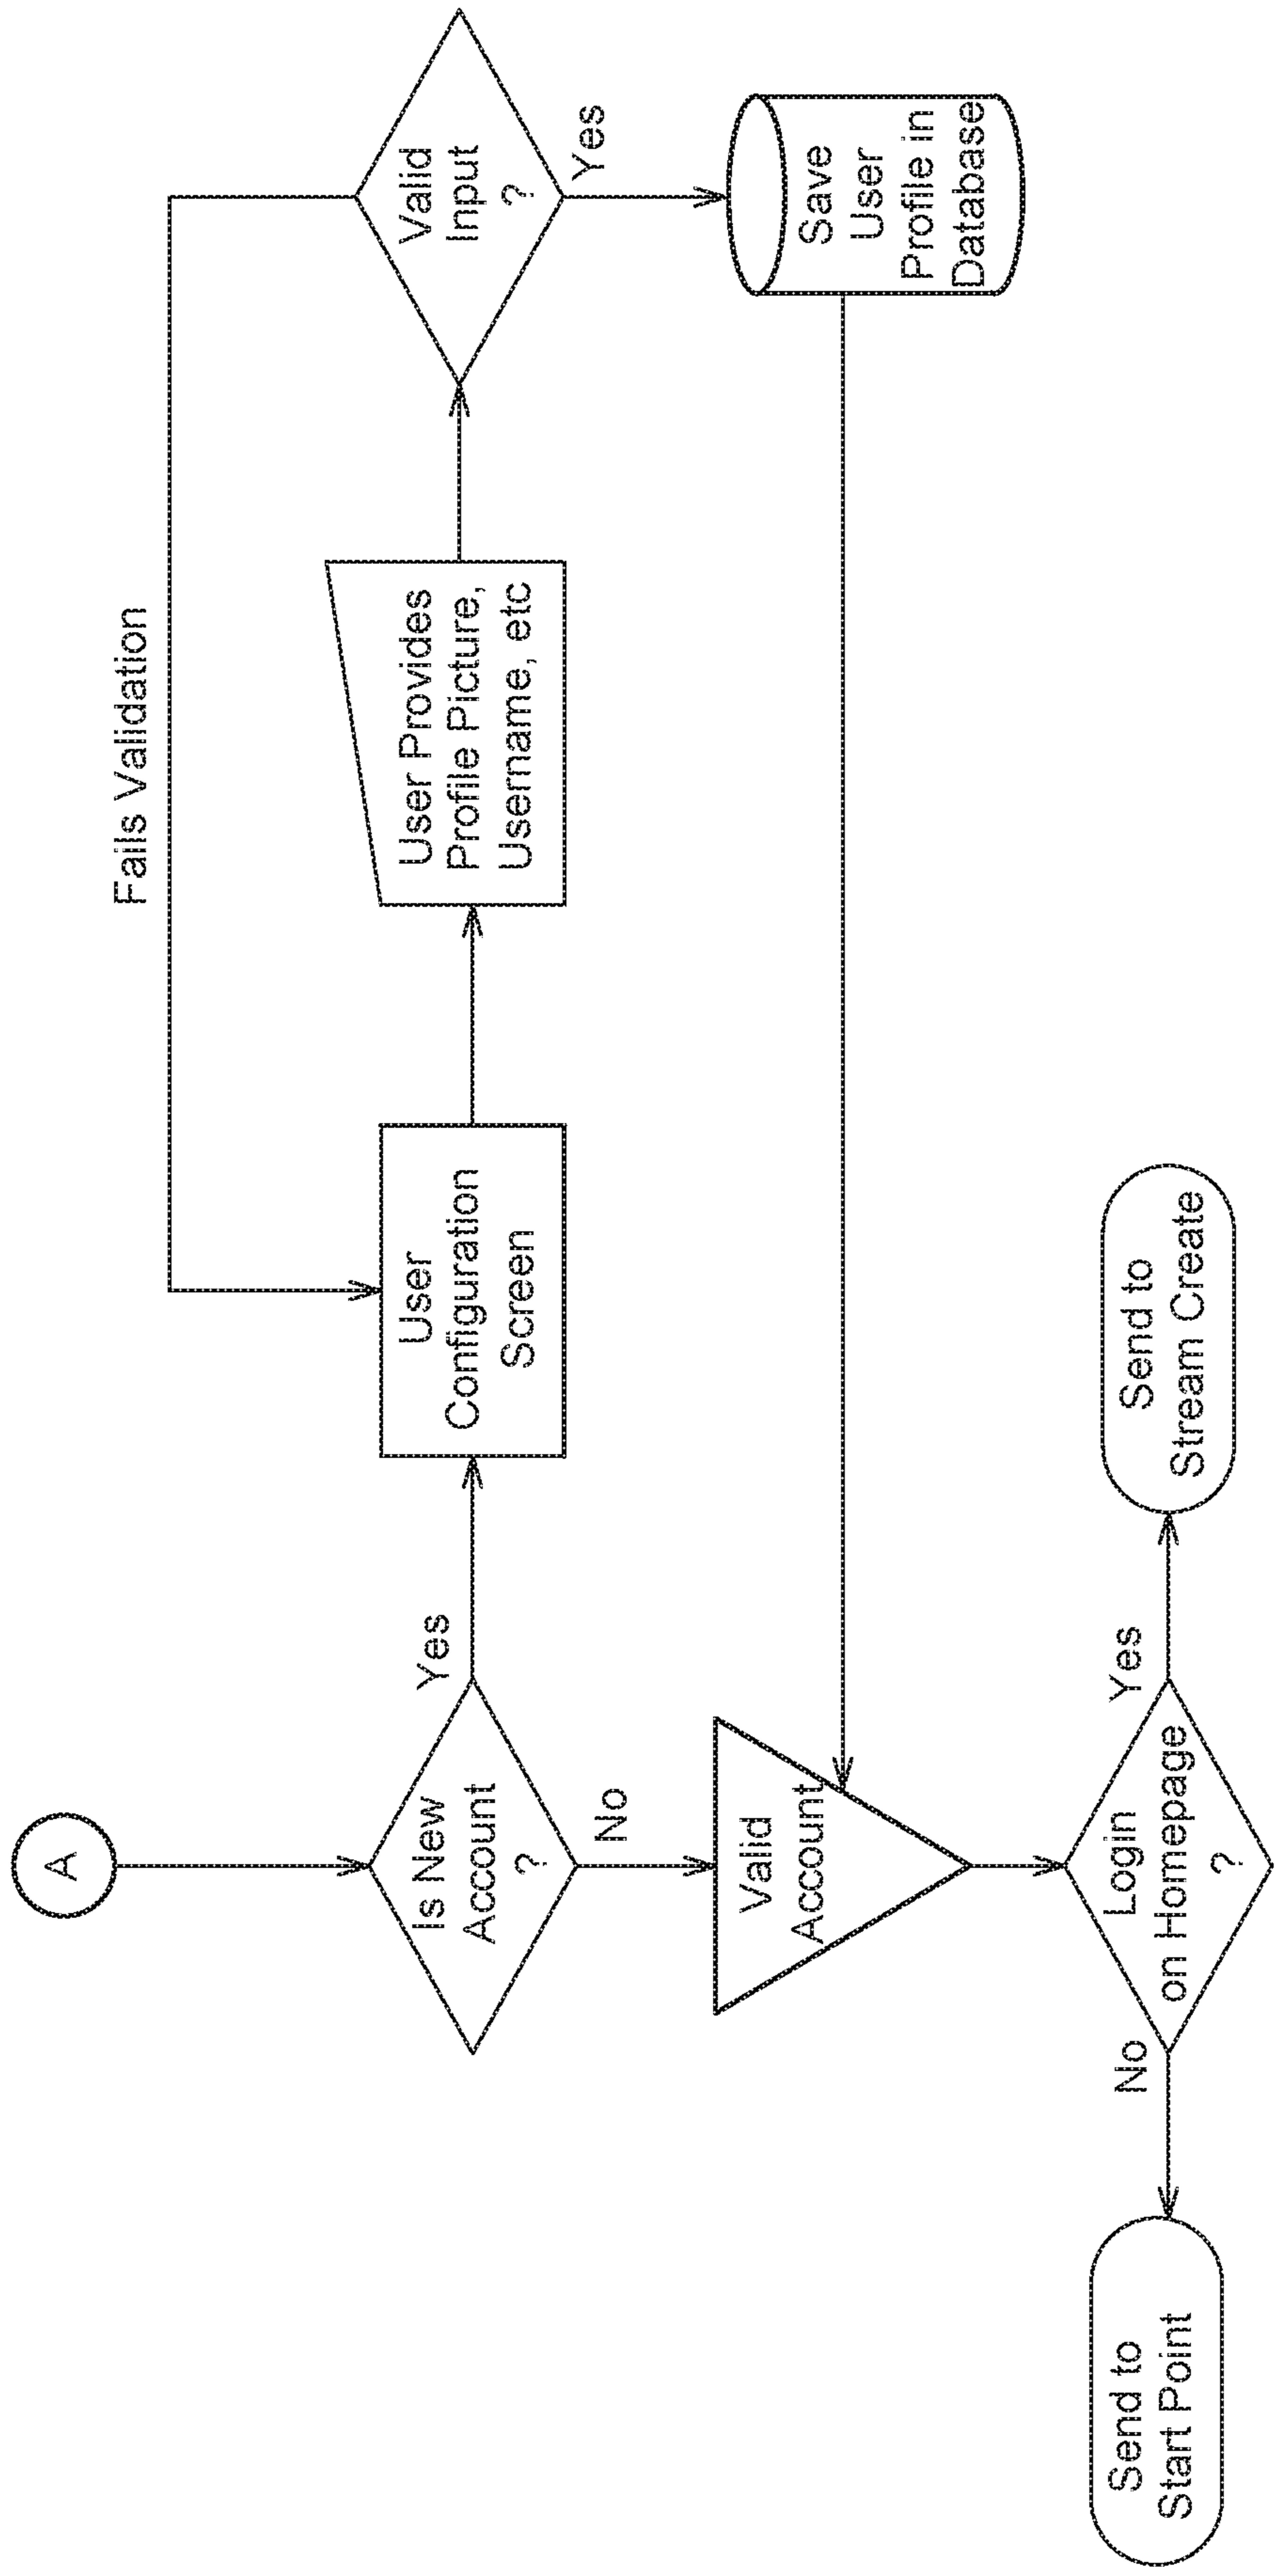 A
Fails Validation
Is New
Account
?
Yes
No
User
Configuration
Screen
User Provides
Profile Picture,
Username, etc
Valid
Input
?
Yes
Save
User
Profile in
Database
Valid
Account
Login
on Homepage
?
No
Yes
Send to
Start Point
Send to
Stream Create